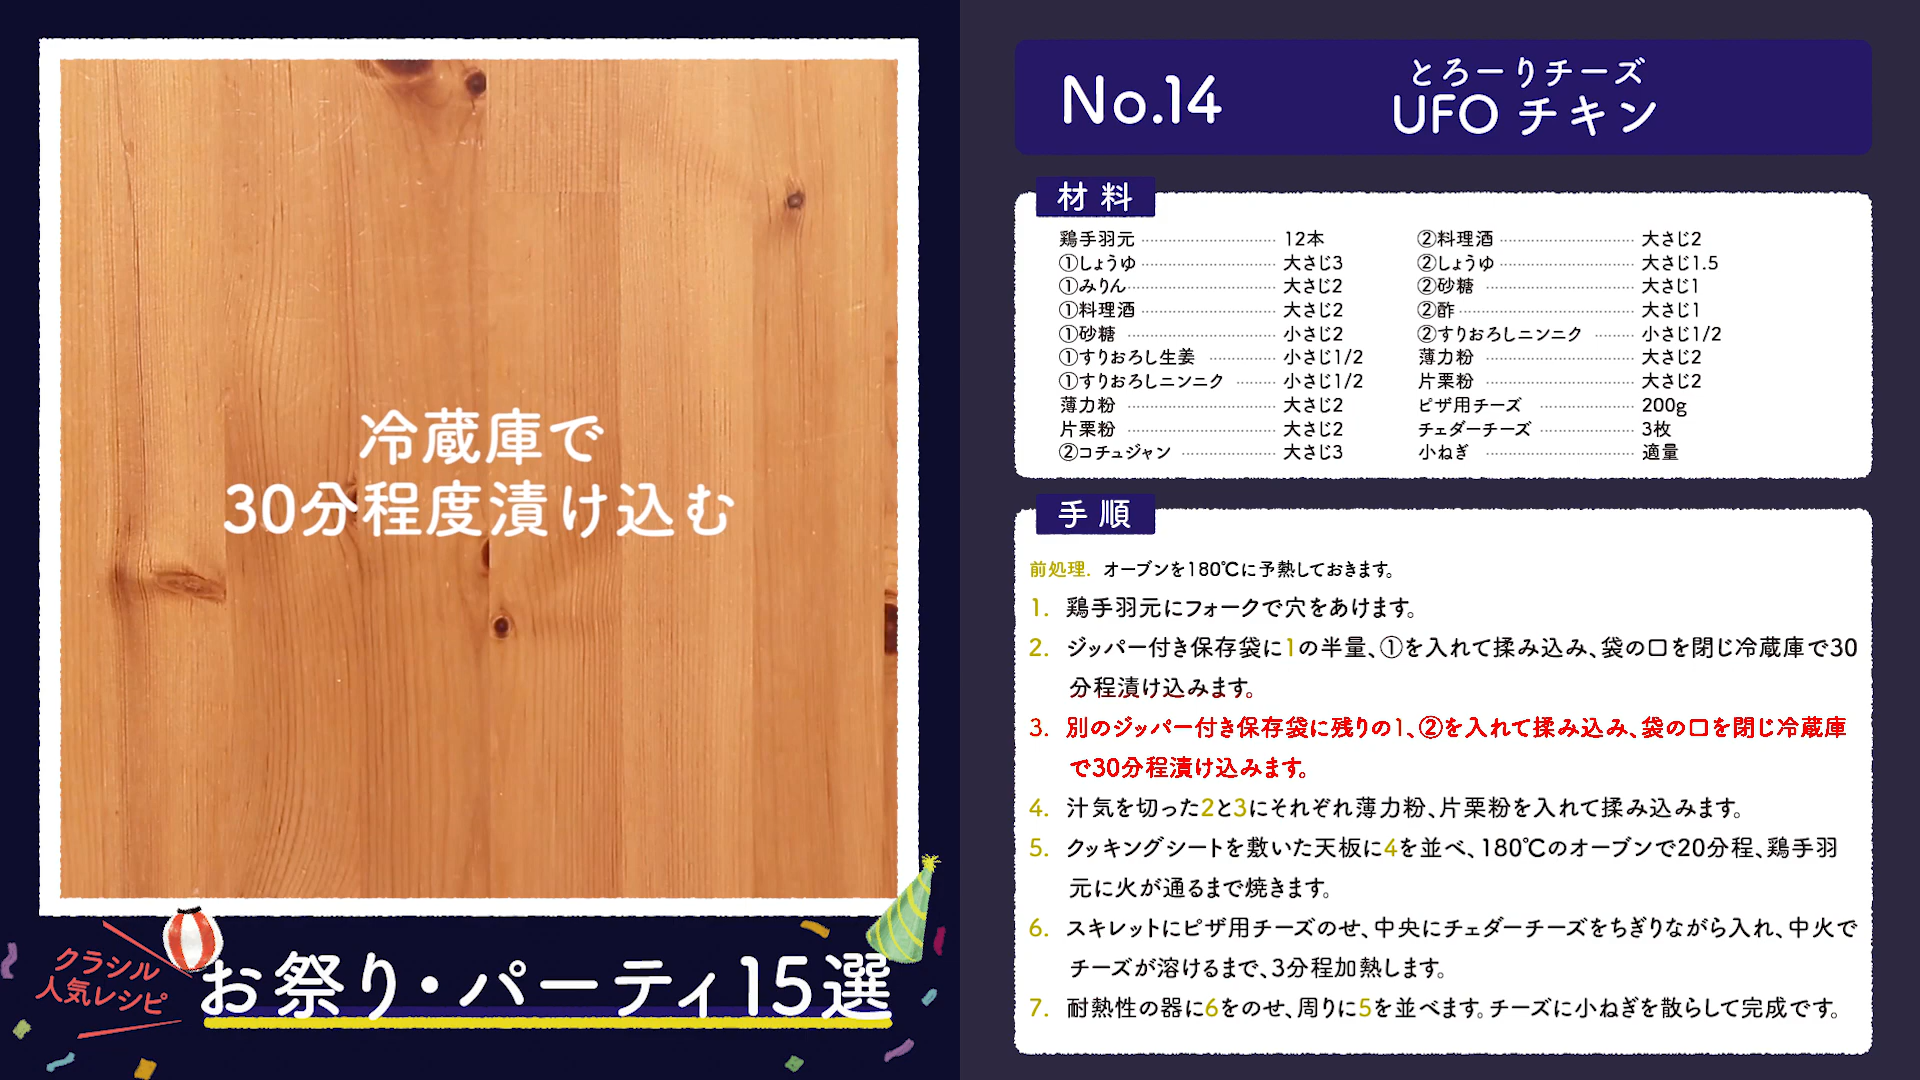 冷蔵庫で
30分程度漬け込む
クラシル
人気レシピ
お祭り・パーティ15選
No.14
とろーりチーズ
UFO チキン
材料
鶏手羽元 12本
①しょうゆ 大さじ3
①みりん 大さじ2
①料理酒 大さじ2
①砂糖 小さじ2
①すりおろし生姜 小さじ1/2
①すりおろしニンニク 小さじ1/2
薄力粉 大さじ2
片栗粉 大さじ2
②コチュジャン 大さじ3
②料理酒 大さじ2
②しょうゆ 大さじ1.5
②砂糖 大さじ1
②酢 大さじ1
②すりおろしニンニク 小さじ1/2
薄力粉 大さじ2
片栗粉 大さじ2
ピザ用チーズ 200g
チェダーチーズ 3枚
小ねぎ 適量
手順
前処理. オーブンを180℃に予熱しておきます。
1. 鶏手羽元にフォークで穴をあけます。
2. ジッパー付き保存袋に1の半量、①を入れて揉み込み、袋の口を閉じ冷蔵庫で30
分程漬け込みます。
3. 別のジッパー付き保存袋に残りの1、②を入れて揉み込み、袋の口を閉じ冷蔵庫
で30分程漬け込みます。
4. 汁気を切った2と3にそれぞれ薄力粉、片栗粉を入れて揉み込みます。
5. クッキングシートを敷いた天板に4を並べ、180℃のオーブンで20分程、鶏手羽
元に火が通るまで焼きます。
6. スキレットにピザ用チーズのせ、中央にチェダーチーズをちぎりながら入れ、中火で
チーズが溶けるまで、3分程加熱します。
7. 耐熱性の器に6をのせ、周りに5を並べます。チーズに小ねぎを散らして完成です。